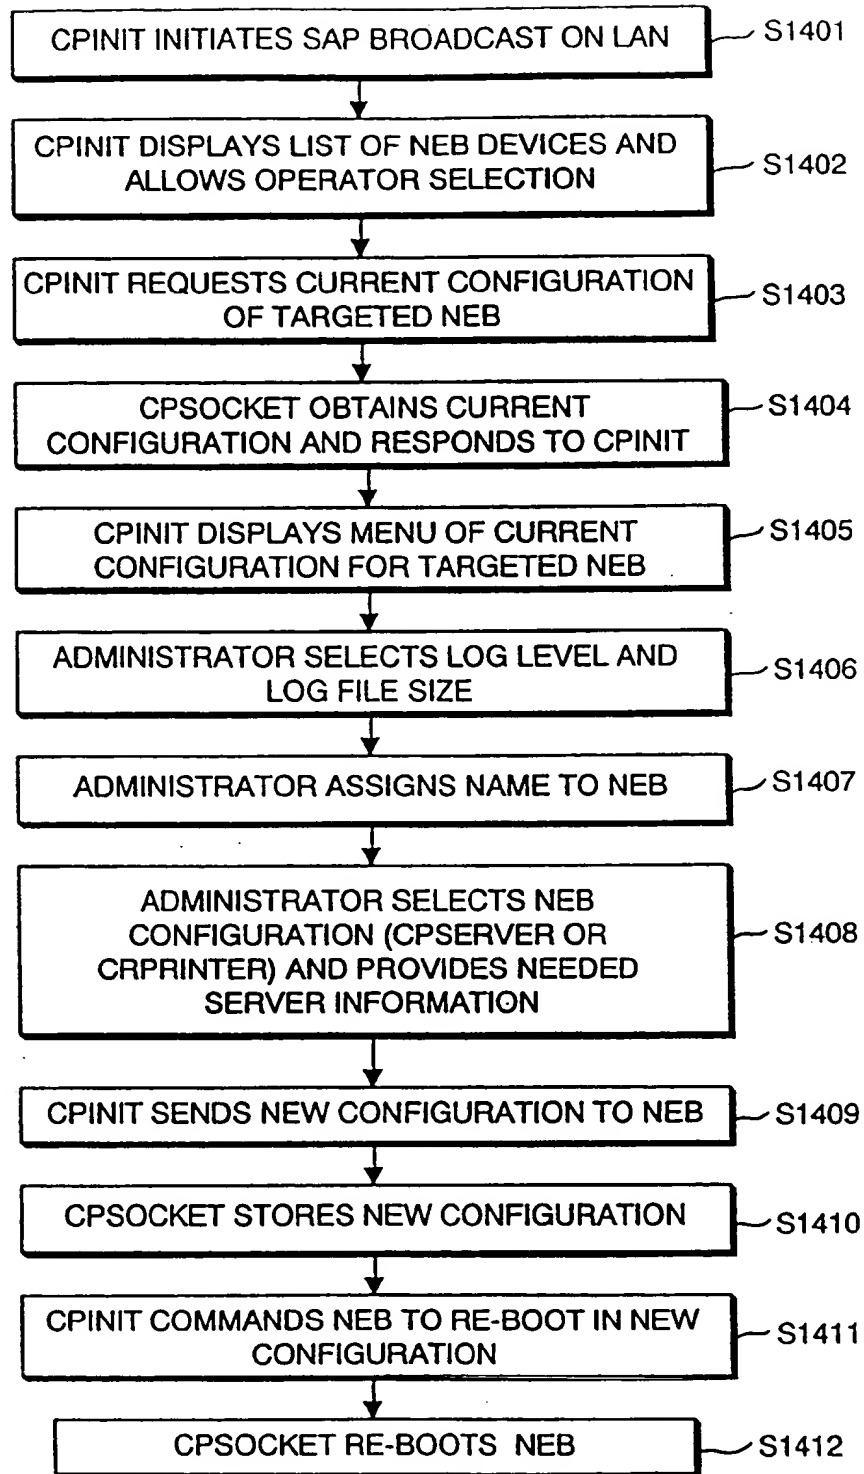 CPINIT INITIATES SAP BROADCAST ON LAN
S1401
CPINIT DISPLAYS LIST OF NEB DEVICES AND
ALLOWS OPERATOR SELECTION
S1402
CPINIT REQUESTS CURRENT CONFIGURATION
OF TARGETED NEB
S1403
CPSOCKET OBTAINS CURRENT
CONFIGURATION AND RESPONDS TO CPINIT
S1404
CPINIT DISPLAYS MENU OF CURRENT
CONFIGURATION FOR TARGETED NEB
S1405
ADMINISTRATOR SELECTS LOG LEVEL AND
LOG FILE SIZE
S1406
ADMINISTRATOR ASSIGNS NAME TO NEB
S1407
ADMINISTRATOR SELECTS NEB
CONFIGURATION (CPSERVER OR
CRPRINTER) AND PROVIDES NEEDED
SERVER INFORMATION
S1408
CPINIT SENDS NEW CONFIGURATION TO NEB
S1409
CPSOCKET STORES NEW CONFIGURATION
S1410
CPINIT COMMANDS NEB TO RE-BOOT IN NEW
CONFIGURATION
S1411
CPSOCKET RE-BOOTS NEB
S1412